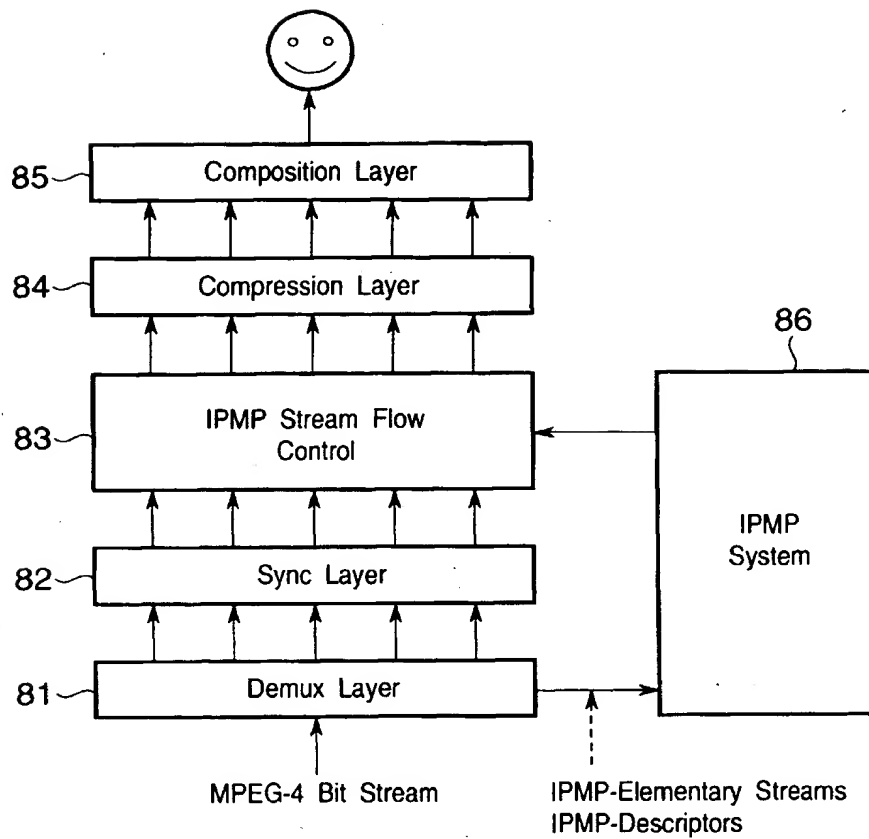 85
Composition Layer
84
Compression Layer
86
83
IPMP Stream Flow
Control
IPMP
System
82
Sync Layer
81
Demux Layer
MPEG-4 Bit Stream
IPMP-Elementary Streams
IPMP-Descriptors